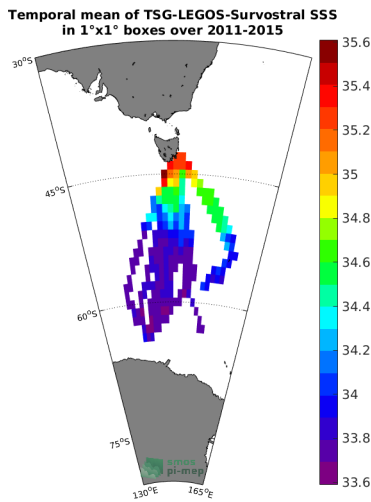 Temporal mean of TSG-LEGOS-Survostral SSS
in 1°x1° boxes over 2011-2015
30°S
45°S
60°S
75°S
130°E
165°E
35.6
35.4
35.2
35
34.8
34.6
34.4
34.2
34
33.8
33.6
smos
pi-mep